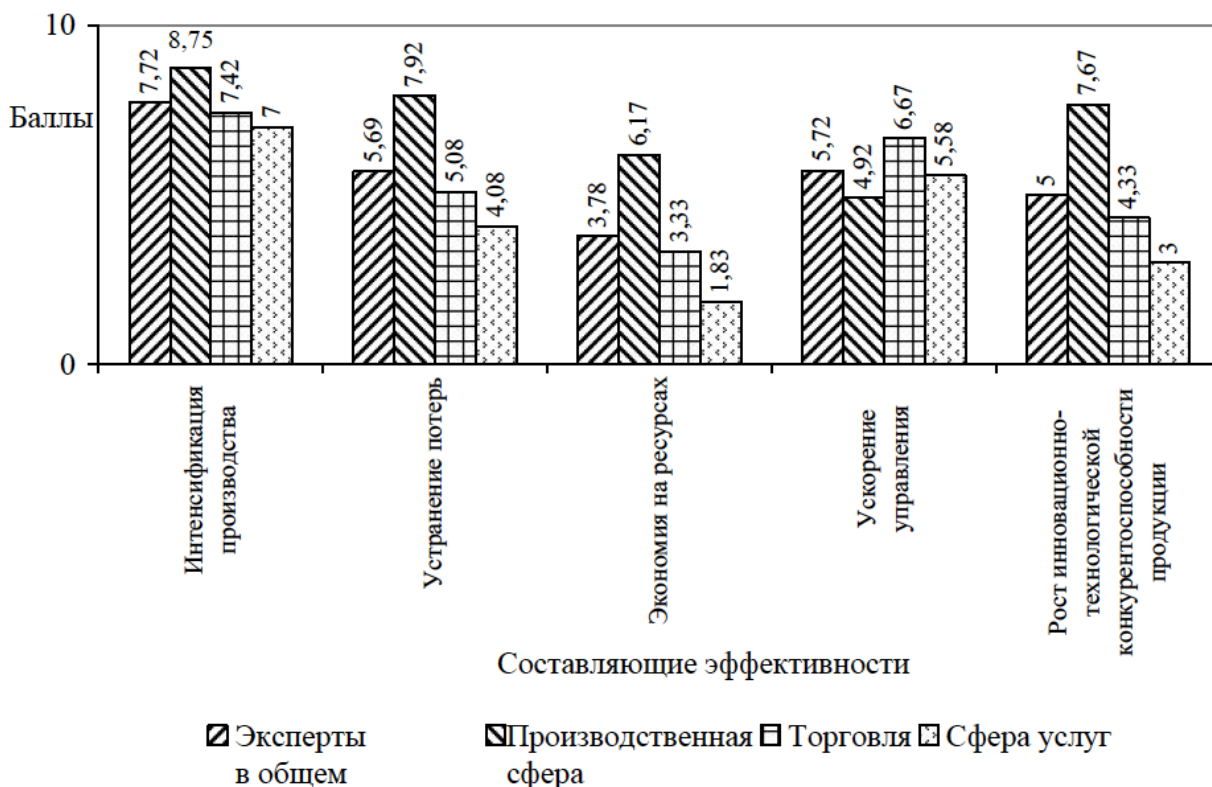 10
Баллы
0
7,72
8,75
7,42
7
5,69
7,92
5,08
4,08
3,78
6,17
3,33
1,83
5,72
4,92
6,67
5,58
5
7,67
4,33
3
Интенсификация
производства
Устранение потерь
Экономия на ресурсах
Ускорение
управления
Рост инновационно-
технологической
конкурентоспособности
продукции
Составляющие эффективности
Эксперты
в общем
Производственная
сфера
Торговля
Сфера услуг